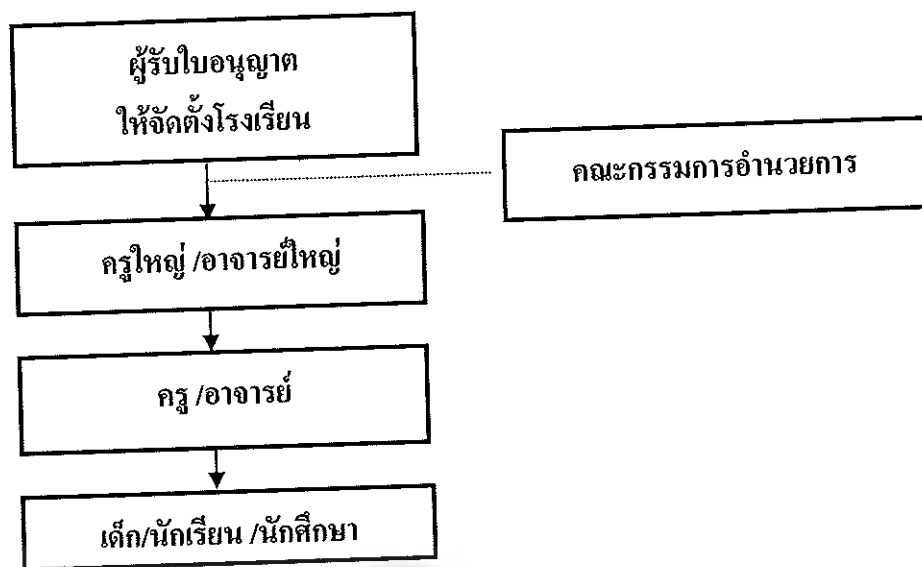 ผู้รับใบอนุญาต
ให้จัดตั้งโรงเรียน
คณะกรรมการอำนวยการ
ครูใหญ่ /อาจารย์ใหญ่
ครู /อาจารย์
เด็ก/นักเรียน /นักศึกษา